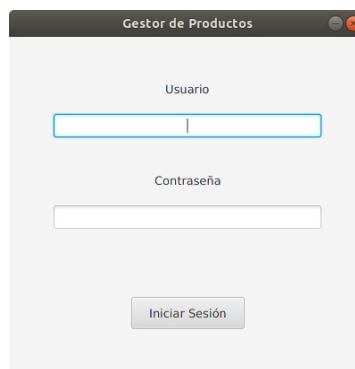 Gestor de Productos
Usuario
Contraseña
Iniciar Sesión